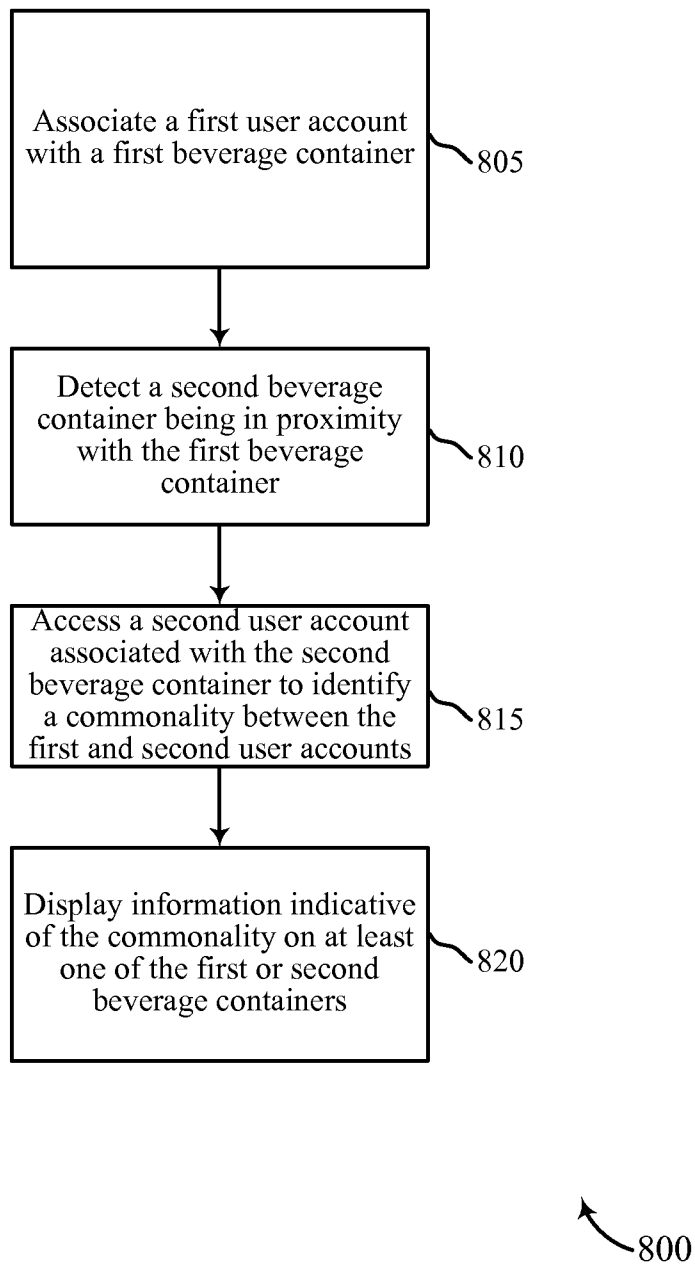 Associate a first user account
with a first beverage container
805
Detect a second beverage
container being in proximity
with the first beverage
container
810
Access a second user account
associated with the second
beverage container to identify
a commonality between the
first and second user accounts
815
Display information indicative
of the commonality on at least
one of the first or second
beverage containers
820
800